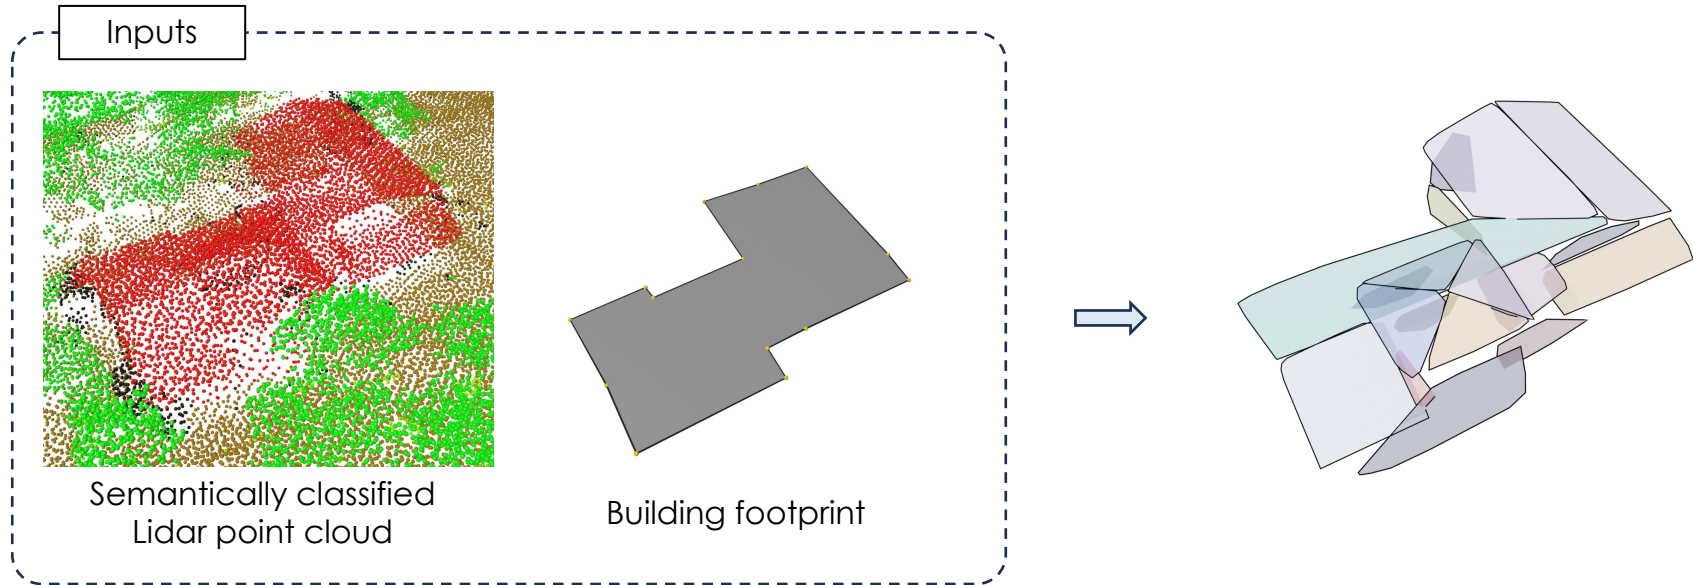 Inputs
Semantically classified
Lidar point cloud
Building footprint